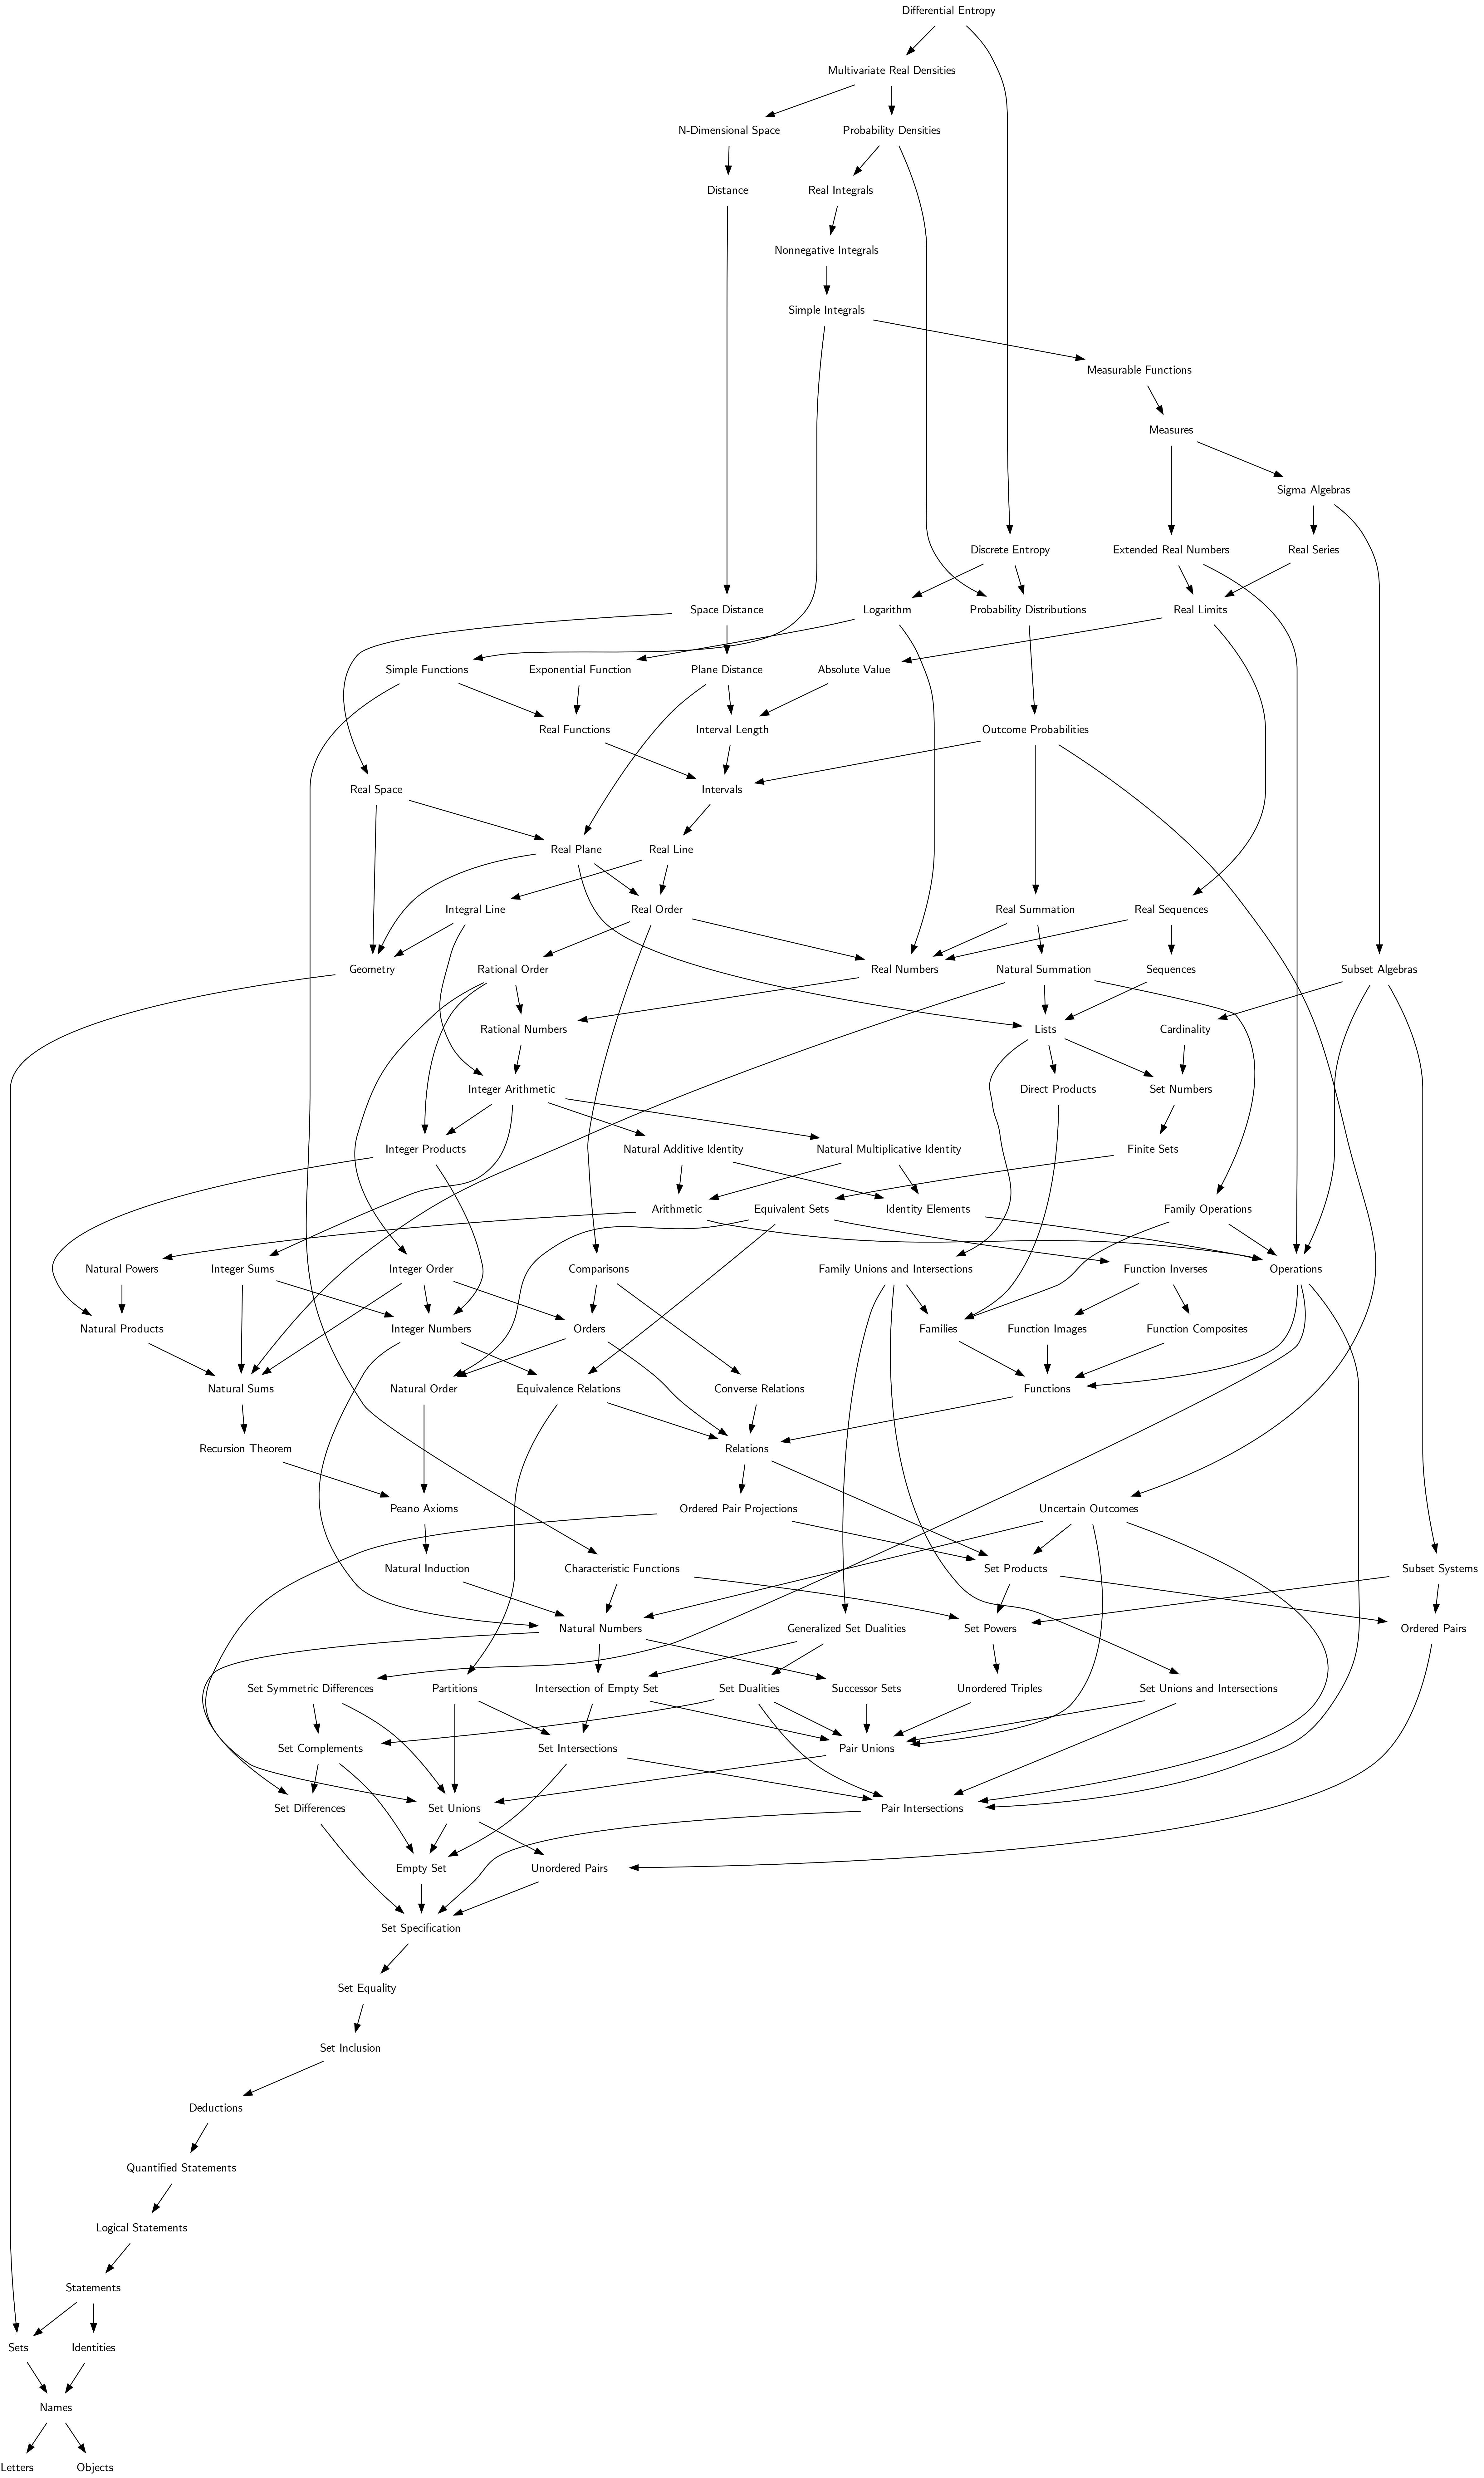 Differential Entropy
Multivariate Real Densities
N-Dimensional Space
Probability Densities
Distance
Real Integrals
Nonnegative Integrals
Simple Integrals
Measurable Functions
Measures
Sigma Algebras
Discrete Entropy
Extended Real Numbers
Real Series
Space Distance
Logarithm
Probability Distributions
Real Limits
Simple Functions
Exponential Function
Plane Distance
Absolute Value
Real Functions
Interval Length
Outcome Probabilities
Real Space
Intervals
Real Plane
Real Line
Integral Line
Real Order
Real Summation
Real Sequences
Geometry
Rational Order
Real Numbers
Natural Summation
Sequences
Subset Algebras
Rational Numbers
Lists
Cardinality
Integer Arithmetic
Direct Products
Set Numbers
Integer Products
Natural Additive Identity
Natural Multiplicative Identity
Finite Sets
Arithmetic
Equivalent Sets
Identity Elements
Family Operations
Natural Powers
Integer Sums
Integer Order
Comparisons
Family Unions and Intersections
Function Inverses
Operations
Natural Products
Integer Numbers
Orders
Families
Function Images
Function Composites
Natural Sums
Natural Order
Equivalence Relations
Converse Relations
Functions
Recursion Theorem
Relations
Peano Axioms
Ordered Pair Projections
Uncertain Outcomes
Natural Induction
Characteristic Functions
Set Products
Subset Systems
Natural Numbers
Generalized Set Dualities
Set Powers
Ordered Pairs
Set Symmetric Differences
Partitions
Intersection of Empty Set
Set Dualities
Successor Sets
Unordered Triples
Set Unions and Intersections
Set Complements
Set Intersections
Pair Unions
Set Differences
Set Unions
Pair Intersections
Empty Set
Unordered Pairs
Set Specification
Set Equality
Set Inclusion
Deductions
Quantified Statements
Logical Statements
Statements
Sets
Identities
Names
Letters
Objects